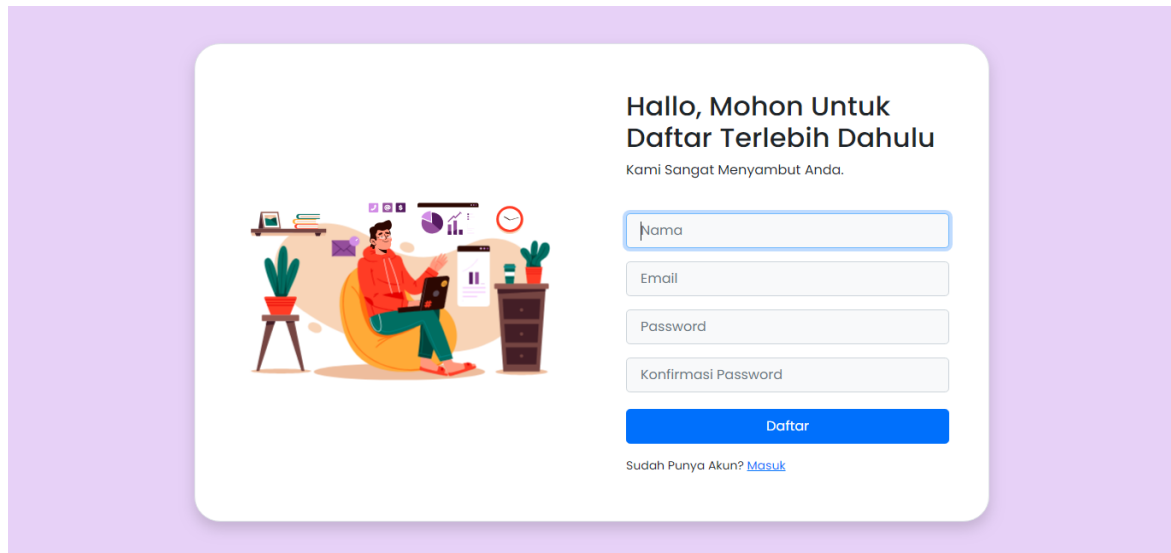 Hallo, Mohon Untuk
Daftar Terlebih Dahulu
Kami Sangat Menyambut Anda.
Nama
Email
Password
Konfirmasi Password
Daftar
Sudah Punya Akun? Masuk